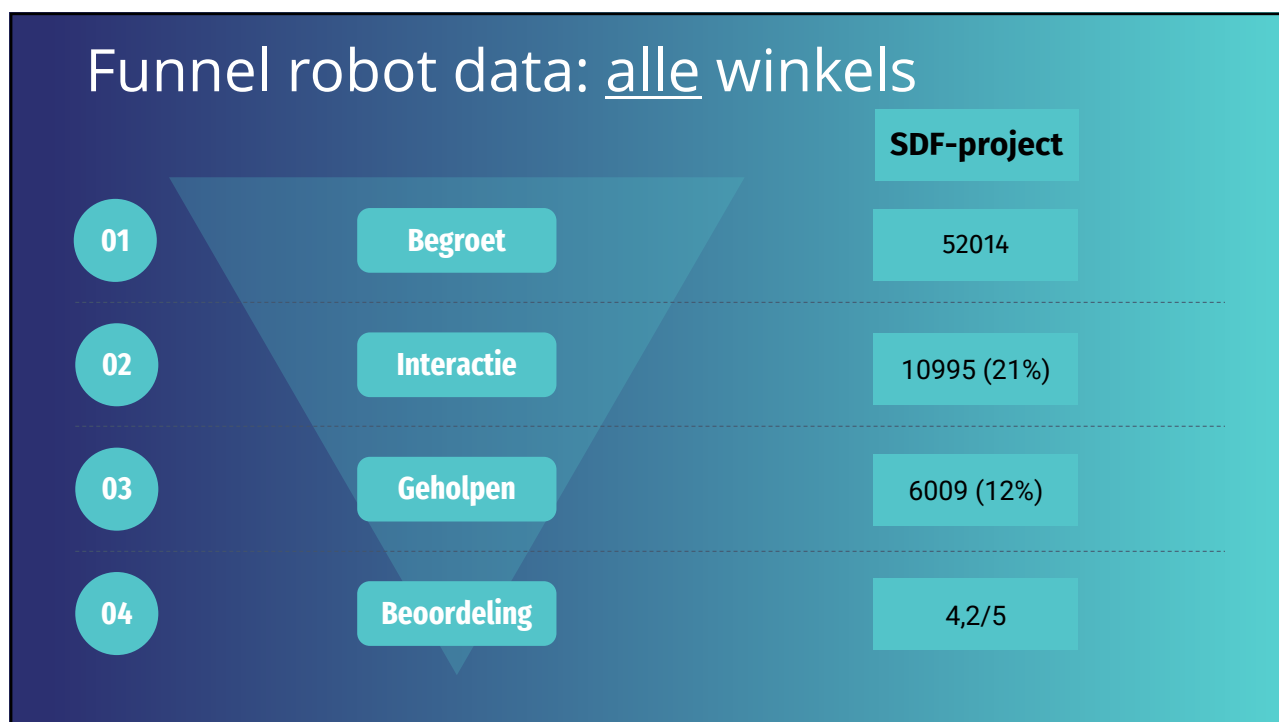 Funnel robot data: alle winkels
SDF-project
01
Begroet
52014
02
Interactie
10995 (21%)
03
Geholpen
6009 (12%)
04
Beoordeling
4,2/5